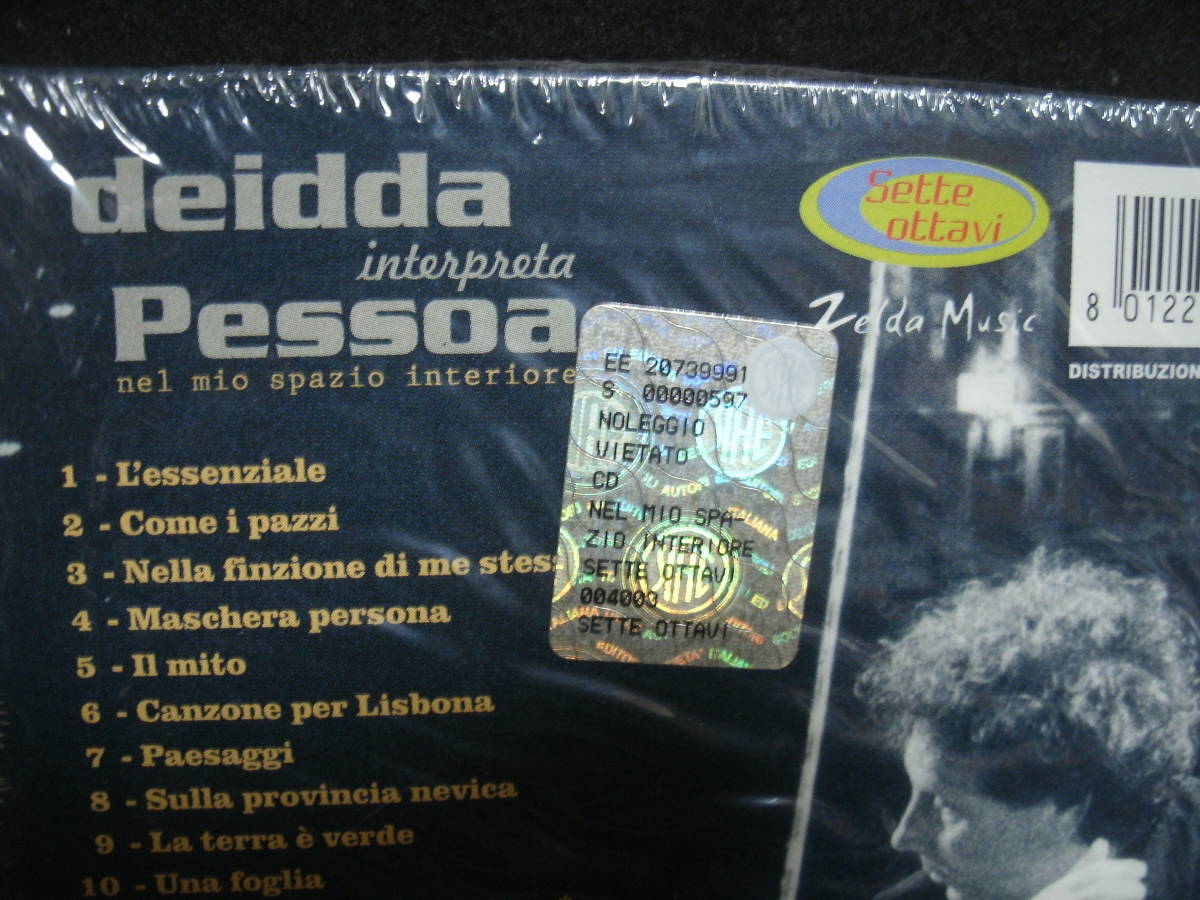 deidda
interpreta
Pessoa
nel mio spazio interiore
1 - L'essenziale
2 - Come i pazzi
3 - Nella finzione di me stes
4 - Maschera persona
5 - Il mito
6 - Canzone per Lisbona
7 - Paesaggi
8 - Sulla provincia nevica
9 - La terra è verde
10 - Una foglia
EE 20739991
S 00000597
NOLEGGIO
VIETATO
CD
NEL MIO SPA-
ZIO INTERIORE
SETTE OTTAVI
004003
SETTE OTTAVI
Sette
ottavi
Zelda Music
8 0122
DISTRIBUZION